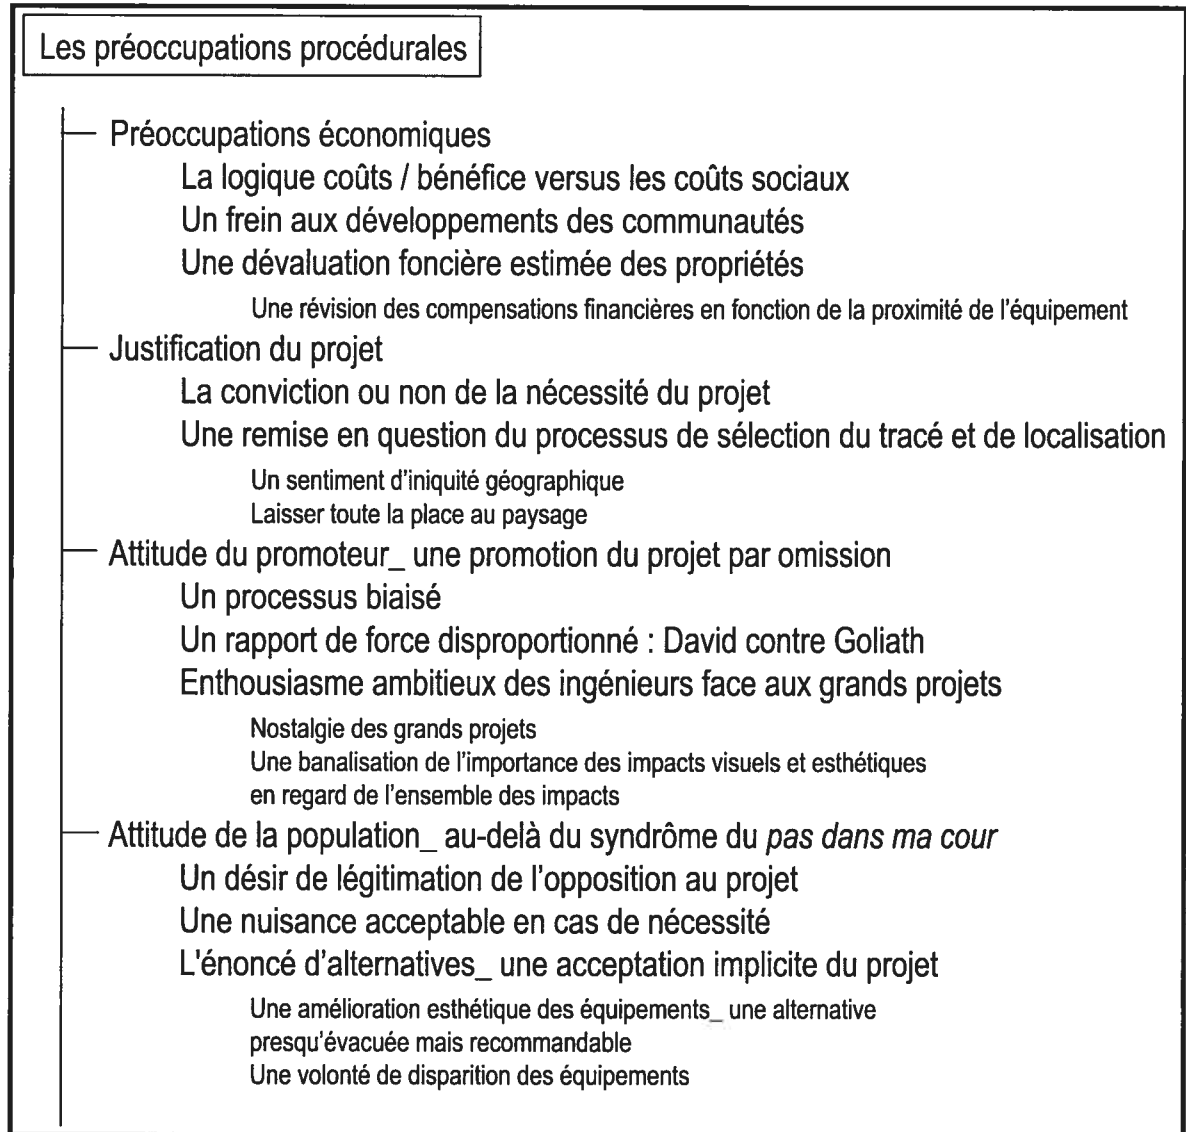 Les préoccupations procédurales
Préoccupations économiques
La logique coûts / bénéfice versus les coûts sociaux
Un frein aux développements des communautés
Une dévaluation foncière estimée des propriétés
Une révision des compensations financières en fonction de la proximité de l'équipement
Justification du projet
La conviction ou non de la nécessité du projet
Une remise en question du processus de sélection du tracé et de localisation
Un sentiment d'iniquité géographique
Laisser toute la place au paysage
Attitude du promoteur_ une promotion du projet par omission
Un processus biaisé
Un rapport de force disproportionné : David contre Goliath
Enthousiasme ambitieux des ingénieurs face aux grands projets
Nostalgie des grands projets
Une banalisation de l'importance des impacts visuels et esthétiques
en regard de l'ensemble des impacts
Attitude de la population_ au-delà du syndrôme du pas dans ma cour
Un désir de légitimation de l'opposition au projet
Une nuisance acceptable en cas de nécessité
L'énoncé d'alternatives_ une acceptation implicite du projet
Une amélioration esthétique des équipements_ une alternative
presqu'évacuée mais recommandable
Une volonté de disparition des équipements